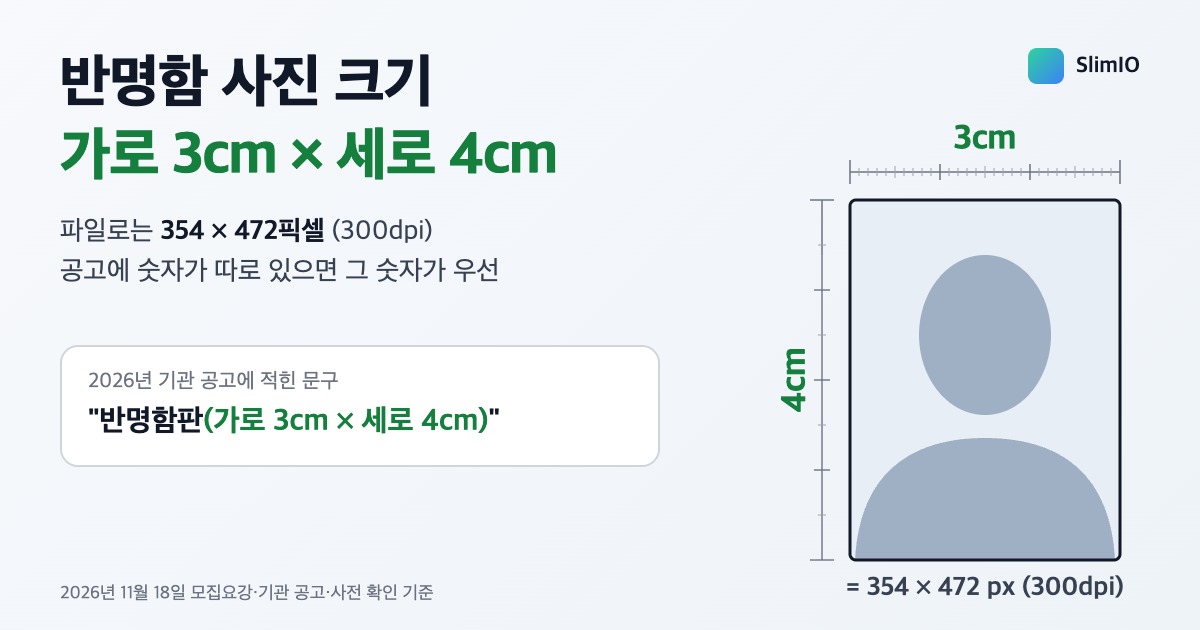 반명함 사진 크기
가로 3cm × 세로 4cm
파일로는 354 × 472픽셀 (300dpi)
공고에 숫자가 따로 있으면 그 숫자가 우선
2026년 기관 공고에 적힌 문구
"반명함판(가로 3cm × 세로 4cm)"
2026년 11월 18일 모집요강·기관 공고·사전 확인 기준
SlimIO
3cm
4cm
= 354 × 472 px (300dpi)